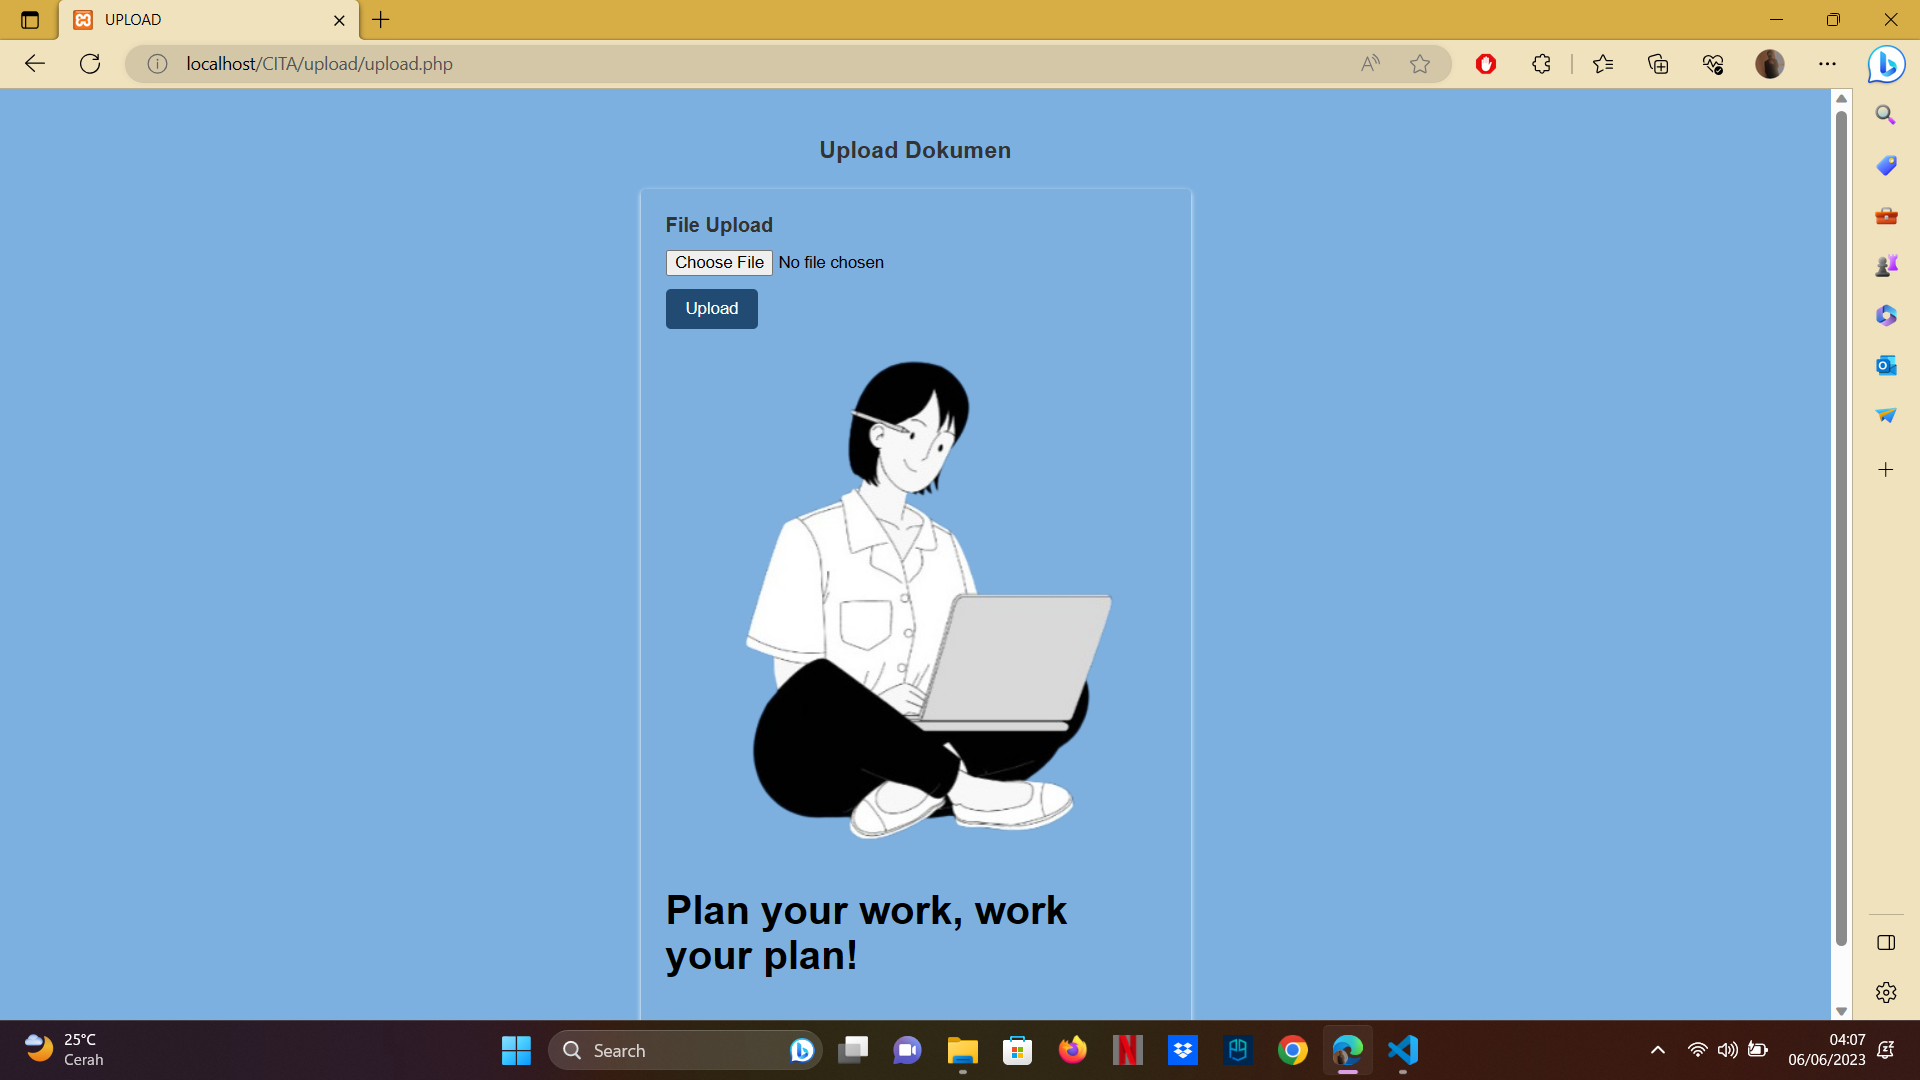 UPLOAD
localhost/CITA/upload/upload.php
Upload Dokumen
File Upload
Choose File No file chosen
Upload
Plan your work, work
your plan!
25°C
Cerah
Search
04:07
06/06/2023